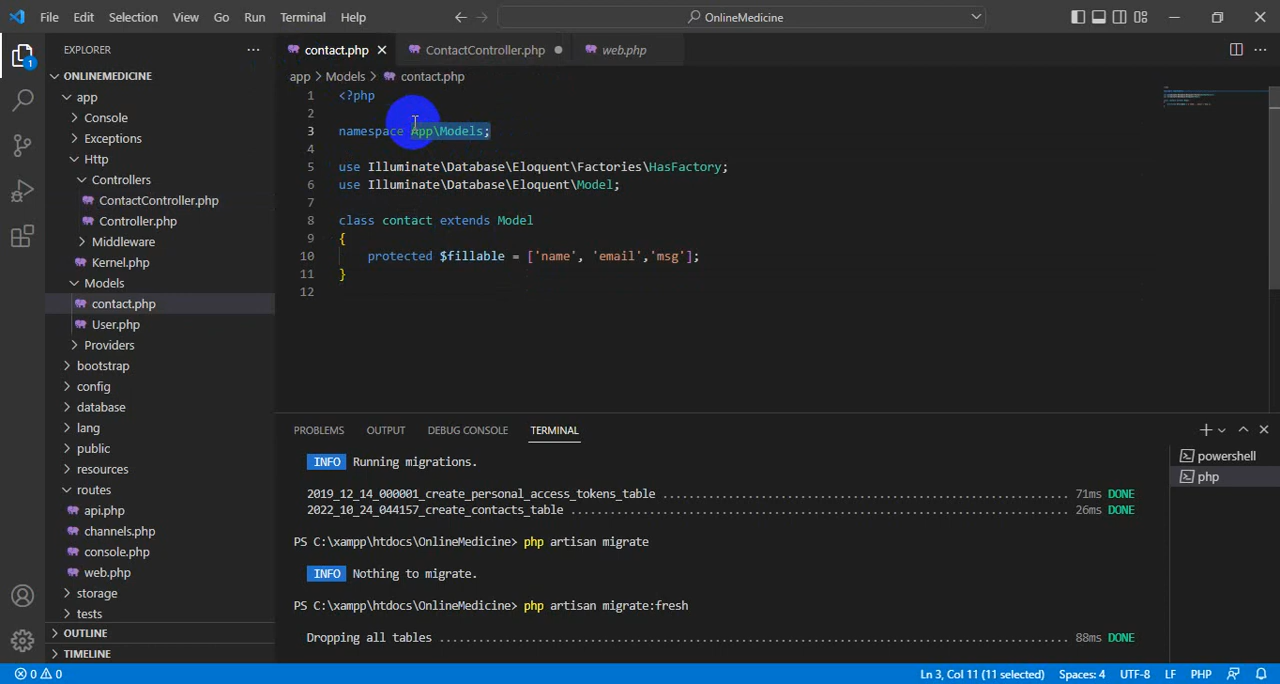 File Edit Selection View Go Run Terminal Help
OnlineMedicine
EXPLORER
contact.php
ContactController.php
web.php
app > Models > contact.php
ONLINEMEDICINE
app
Console
Exceptions
Http
Controllers
ContactController.php
Controller.php
Middleware
Kernel.php
Models
contact.php
User.php
Providers
bootstrap
config
database
lang
public
resources
routes
api.php
channels.php
console.php
web.php
storage
tests
OUTLINE
TIMELINE
1 <?php
2
3 namespace App\Models;
4
5 use Illuminate\Database\Eloquent\Factories\HasFactory;
6 use Illuminate\Database\Eloquent\Model;
7
8 class contact extends Model
9 {
10 protected $fillable = ['name', 'email','msg'];
11 }
12
PROBLEMS OUTPUT DEBUG CONSOLE TERMINAL
INFO Running migrations.
2019_12_14_000001_create_personal_access_tokens_table ........................................................ 71ms DONE
2022_10_24_044157_create_contacts_table ..................................................................... 26ms DONE
PS C:\xampp\htdocs\OnlineMedicine> php artisan migrate
INFO Nothing to migrate.
PS C:\xampp\htdocs\OnlineMedicine> php artisan migrate:fresh
Dropping all tables ....................................................................................... 88ms DONE
powershell
php
1
0 0
Ln 3, Col 11 (11 selected) Spaces: 4 UTF-8 LF PHP